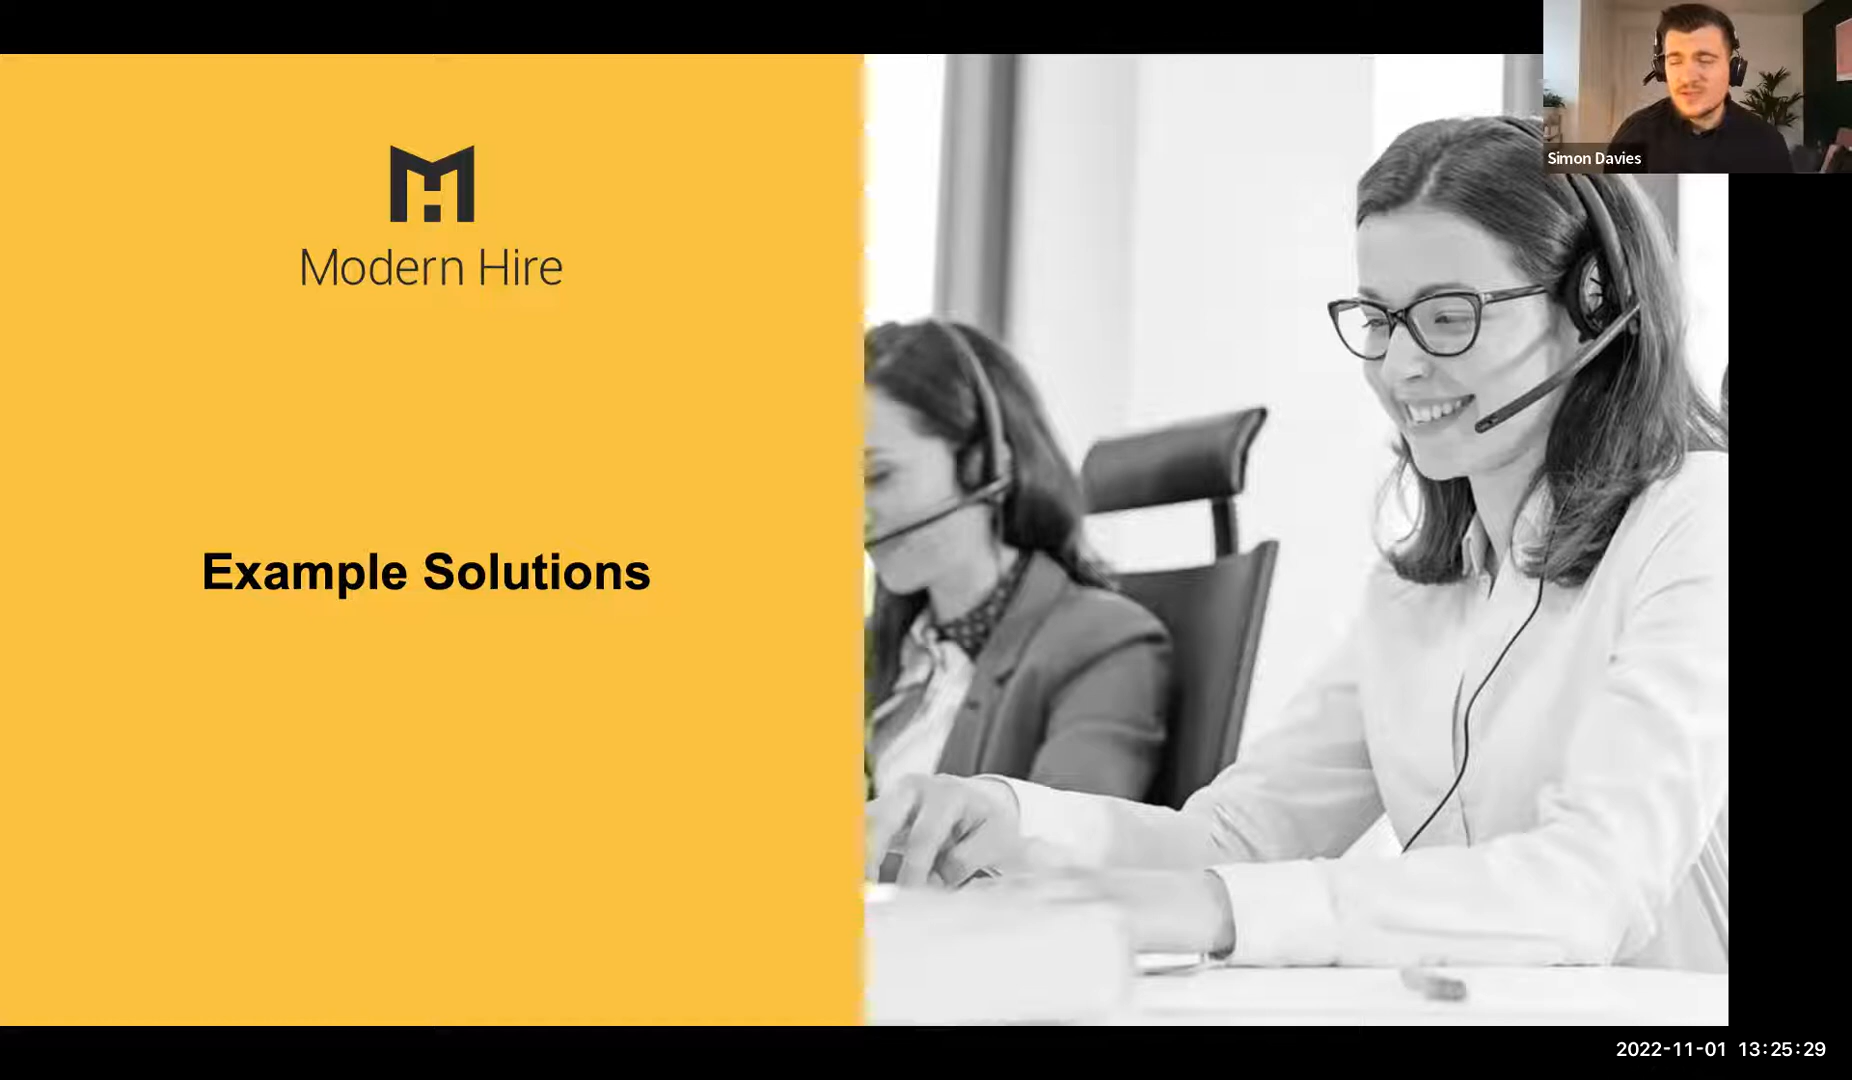 Modern Hire
Example Solutions
Simon Davies
2022-11-01 13:25:29